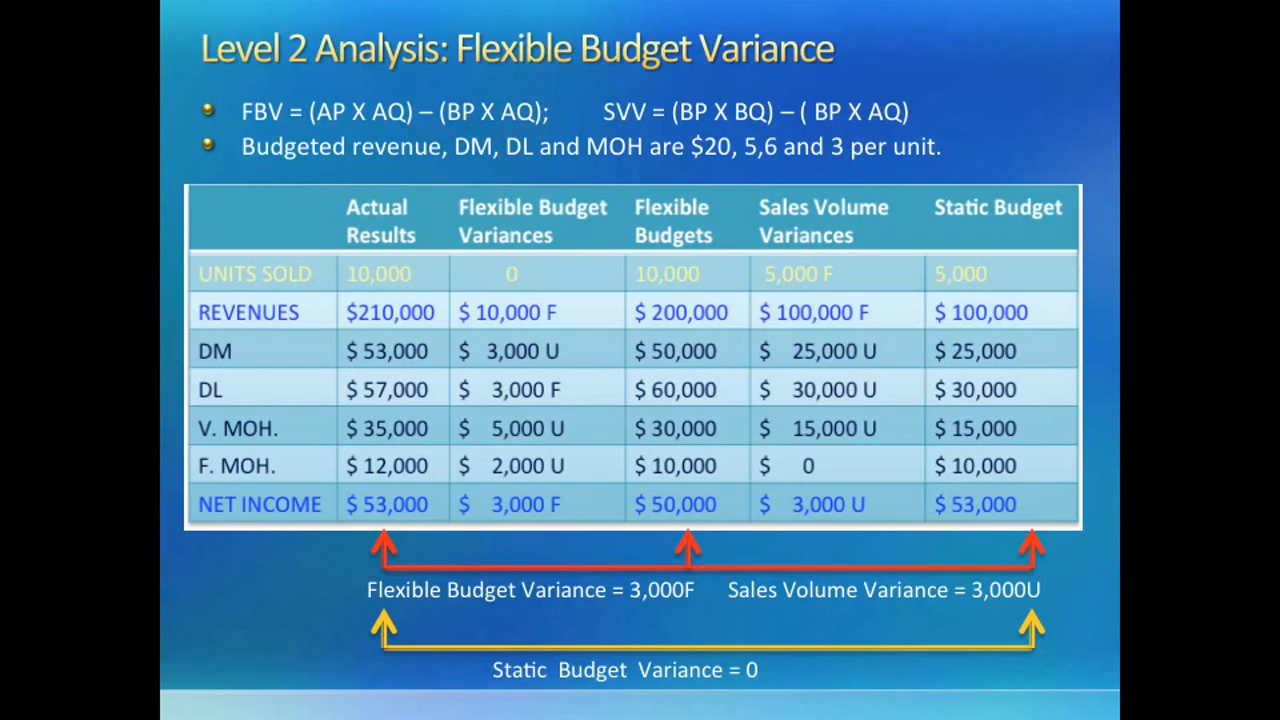 Level 2 Analysis: Flexible Budget Variance
FBV = (AP X AQ) – (BP X AQ); SVV = (BP X BQ) – ( BP X AQ)
Budgeted revenue, DM, DL and MOH are $20, 5,6 and 3 per unit.
Actual Results Flexible Budget Variances Flexible Budgets Sales Volume Variances Static Budget
UNITS SOLD 10,000 0 10,000 5,000 F 5,000
REVENUES $210,000 $ 10,000 F $ 200,000 $ 100,000 F $ 100,000
DM $ 53,000 $ 3,000 U $ 50,000 $ 25,000 U $ 25,000
DL $ 57,000 $ 3,000 F $ 60,000 $ 30,000 U $ 30,000
V. MOH. $ 35,000 $ 5,000 U $ 30,000 $ 15,000 U $ 15,000
F. MOH. $ 12,000 $ 2,000 U $ 10,000 $ 0 $ 10,000
NET INCOME $ 53,000 $ 3,000 F $ 50,000 $ 3,000 U $ 53,000
Flexible Budget Variance = 3,000F Sales Volume Variance = 3,000U
Static Budget Variance = 0